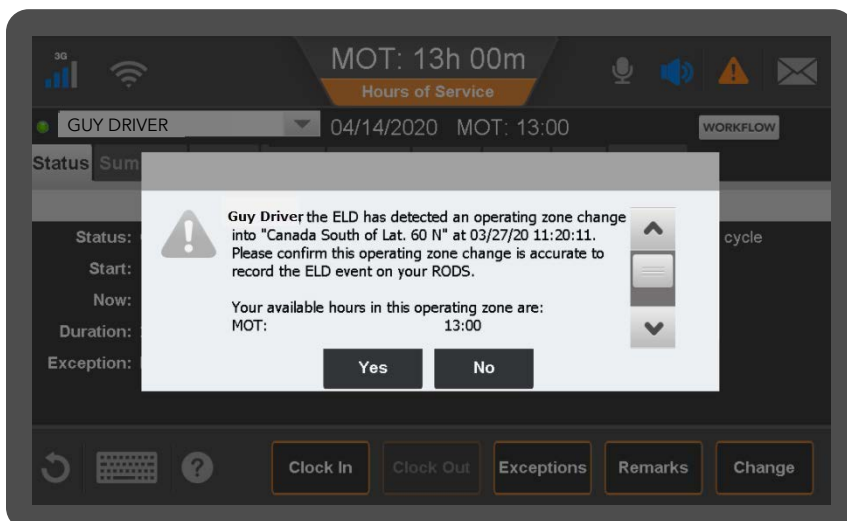 3G
MOT: 13h 00m
Hours of Service
GUY DRIVER
04/14/2020 MOT: 13:00
WORKFLOW
Status Sum
Guy Driver the ELD has detected an operating zone change
into "Canada South of Lat. 60 N" at 03/27/20 11:20:11.
Please confirm this operating zone change is accurate to
record the ELD event on your RODS.
Your available hours in this operating zone are:
MOT: 13:00
Yes No
Status:
cycle
Start:
Now:
Duration:
Exception:
Clock In Clock Out Exceptions Remarks Change